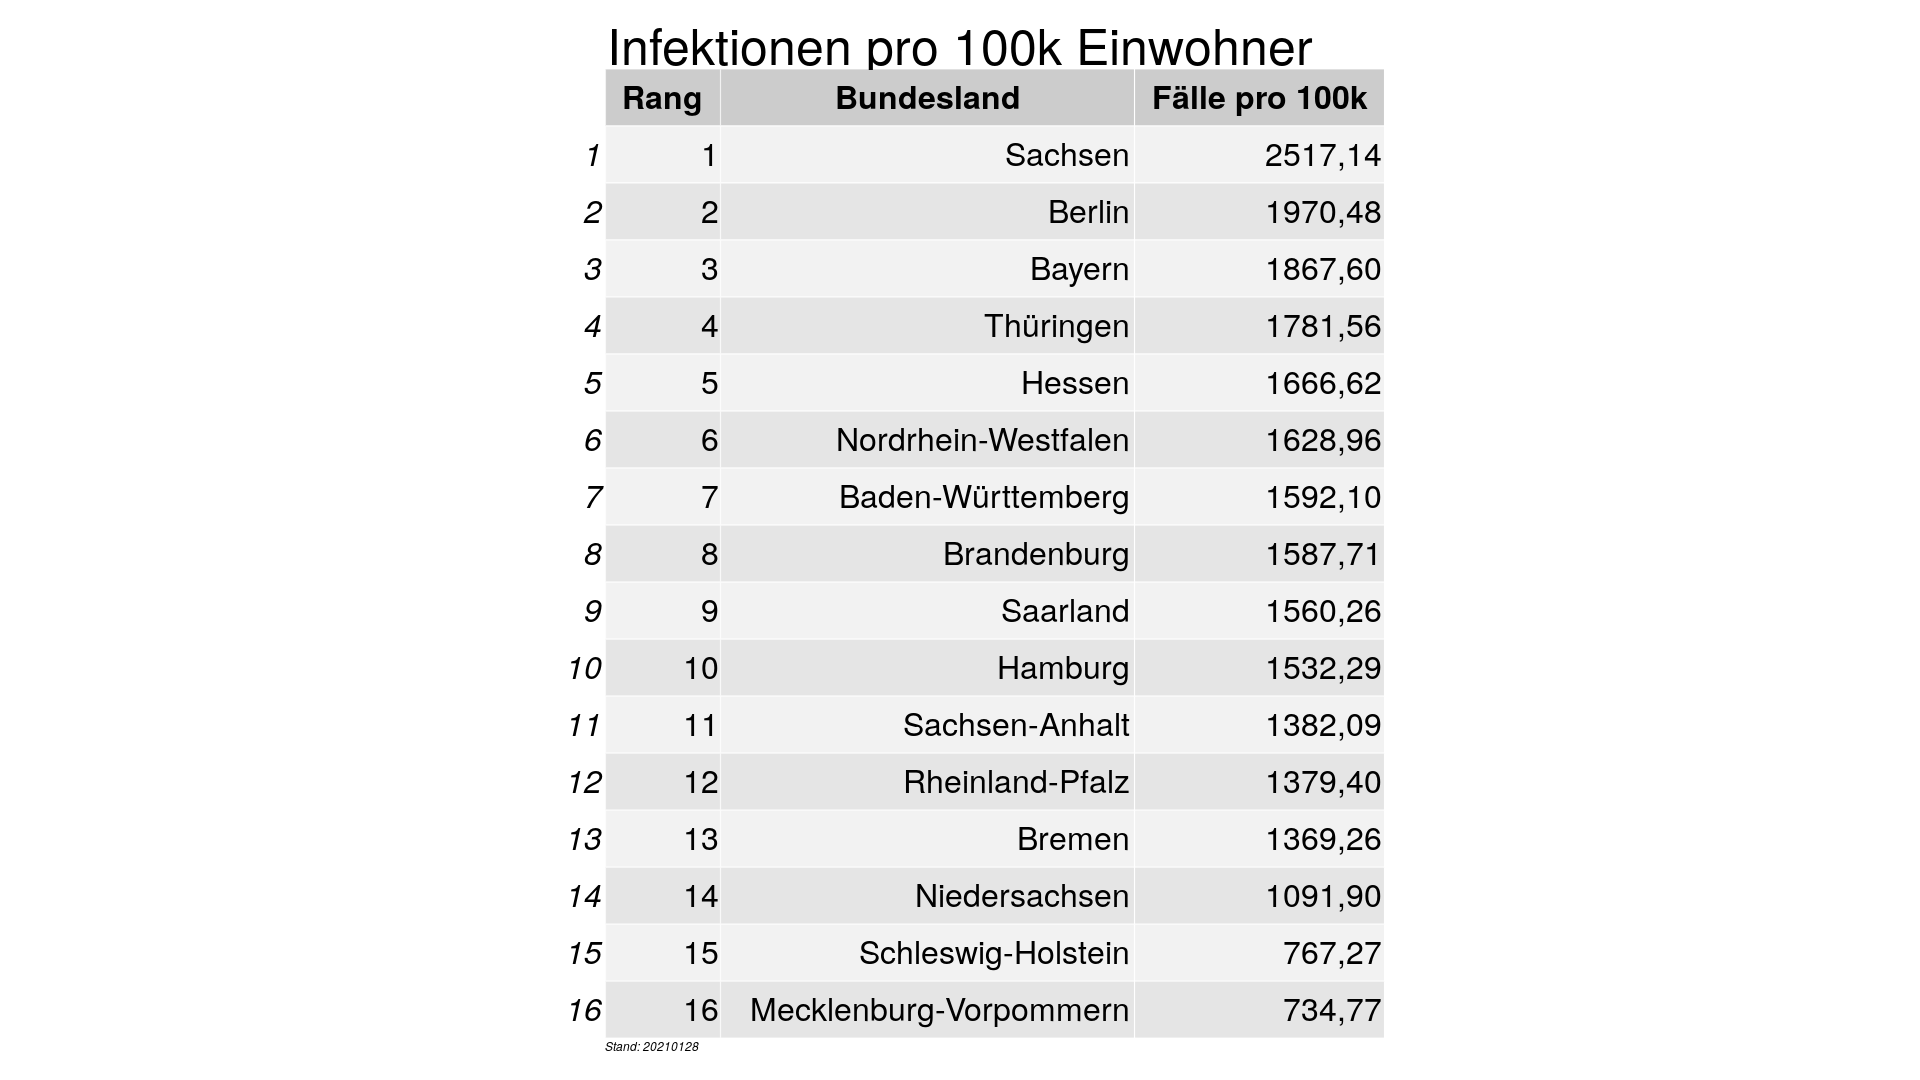 Infektionen pro 100k Einwohner
Rang Bundesland Fälle pro 100k
1 1 Sachsen 2517,14
2 2 Berlin 1970,48
3 3 Bayern 1867,60
4 4 Thüringen 1781,56
5 5 Hessen 1666,62
6 6 Nordrhein-Westfalen 1628,96
7 7 Baden-Württemberg 1592,10
8 8 Brandenburg 1587,71
9 9 Saarland 1560,26
10 10 Hamburg 1532,29
11 11 Sachsen-Anhalt 1382,09
12 12 Rheinland-Pfalz 1379,40
13 13 Bremen 1369,26
14 14 Niedersachsen 1091,90
15 15 Schleswig-Holstein 767,27
16 16 Mecklenburg-Vorpommern 734,77
Stand: 20210128